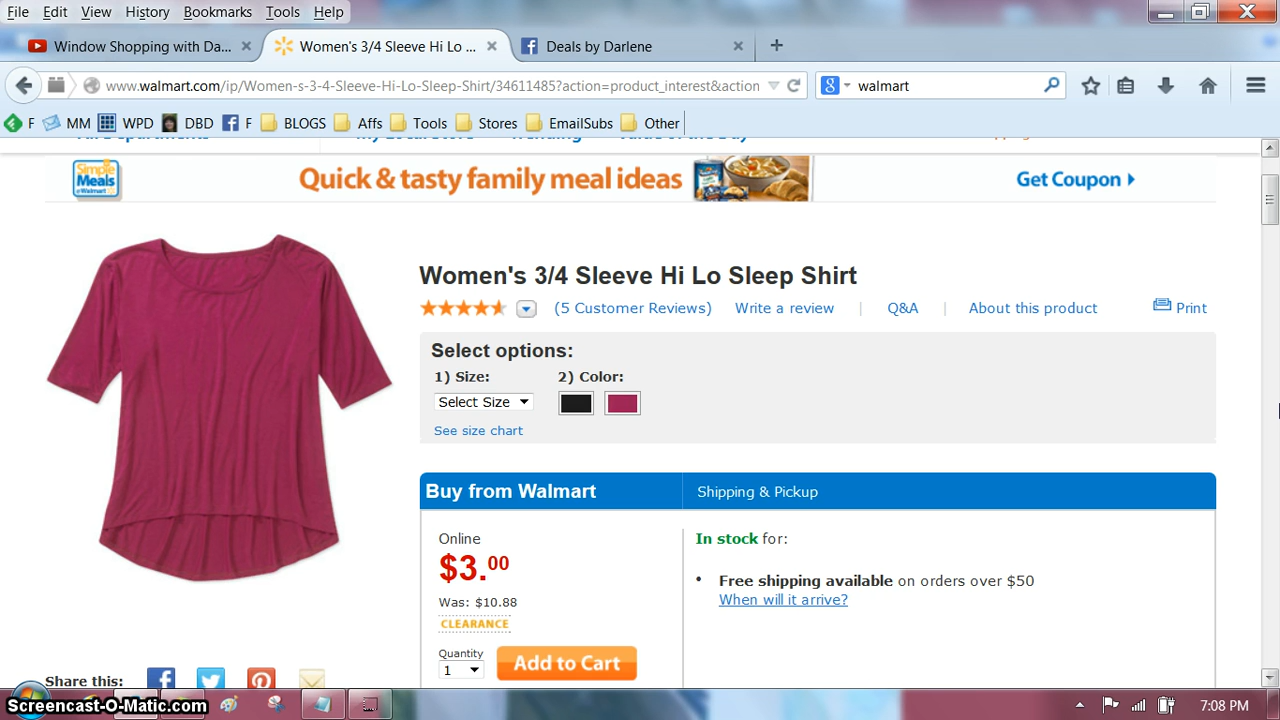 File Edit View History Bookmarks Tools Help
Window Shopping with Da...
Women's 3/4 Sleeve Hi Lo ...
Deals by Darlene
www.walmart.com/ip/Women-s-3-4-Sleeve-Hi-Lo-Sleep-Shirt/34611485?action=product_interest&action
walmart
F MM WPD DBD F BLOGS Affs Tools Stores EmailSubs Other
Simple Meals @Walmart
Quick & tasty family meal ideas
Get Coupon
Women's 3/4 Sleeve Hi Lo Sleep Shirt
(5 Customer Reviews) Write a review | Q&A | About this product Print
Select options:
1) Size: 2) Color:
Select Size
See size chart
Buy from Walmart Shipping & Pickup
Online
$3.00
Was: $10.88
CLEARANCE
Quantity
1
Add to Cart
In stock for:
• Free shipping available on orders over $50
When will it arrive?
Share this:
Screencast-O-Matic.com
7:08 PM